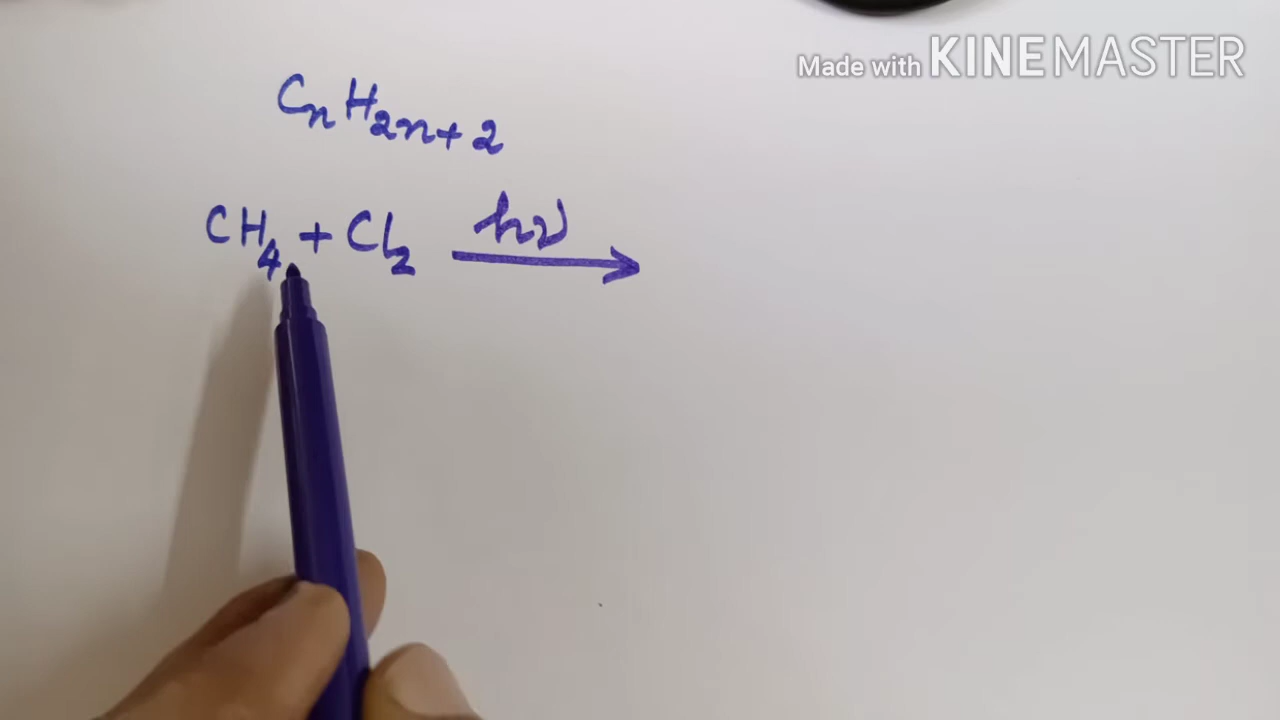 Made with KINEMASTER
CnH2n+2
CH4 + Cl2 hν →